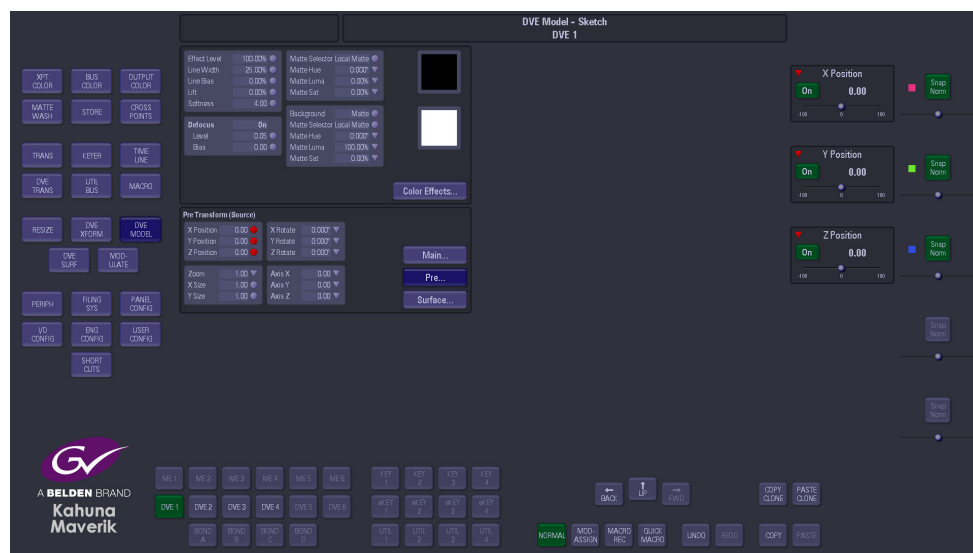 DVE Model - Sketch
DVE 1
XPT COLOR
BUS COLOR
OUTPUT COLOR
MATTE WASH
STORE
CROSS POINTS
TRANS
KEYER
TIME LINE
DVE TRANS
UTIL BUS
MACRO
RESIZE
DVE XFORM
DVE MODEL
DVE SURF
MOD- ULATE
PERIPH
FILING SYS
PANEL CONFIG
I/O CONFIG
ENG CONFIG
USER CONFIG
SHORT CUTS
Effect Level 100.00%
Line Width 25.00%
Line Bias 0.00%
Lift 0.00%
Softness 4.00
Defocus On
Level 0.05
Bias 0.00
Matte Selector Local Matte
Matte Hue 0.000°
Matte Luma 0.00%
Matte Sat 0.00%
Background Matte
Matte Selector Local Matte
Matte Hue 0.000°
Matte Luma 100.00%
Matte Sat 0.00%
Color Effects...
Pre Transform (Source)
X Position 0.00
Y Position 0.00
Z Position 0.00
X Rotate 0.000°
Y Rotate 0.000°
Z Rotate 0.000°
Zoom 1.00
X Size 1.00
Y Size 1.00
Axis X 0.00
Axis Y 0.00
Axis Z 0.00
Main...
Pre...
Surface...
X Position
On 0.00
-100 0 100
Snap Norm
Y Position
On 0.00
-100 0 100
Snap Norm
Z Position
On 0.00
-100 0 100
Snap Norm
Snap Norm
Snap Norm
G
A BELDEN BRAND
Kahuna
Maverik
ME 1 ME 2 ME 3 ME 4 ME 5 ME 6
DVE 1 DVE 2 DVE 3 DVE 4 DVE 5 DVE 6
BGND A BGND B BGND C BGND D
KEY 1 KEY 2 KEY 3 KEY 4
eKEY 1 eKEY 2 eKEY 3 eKEY 4
UTIL 1 UTIL 2 UTIL 3 UTIL 4
BACK UP FWD
COPY CLONE PASTE CLONE
NORMAL MOD- ASSIGN MACRO REC QUICK MACRO UNDO REDO COPY PASTE